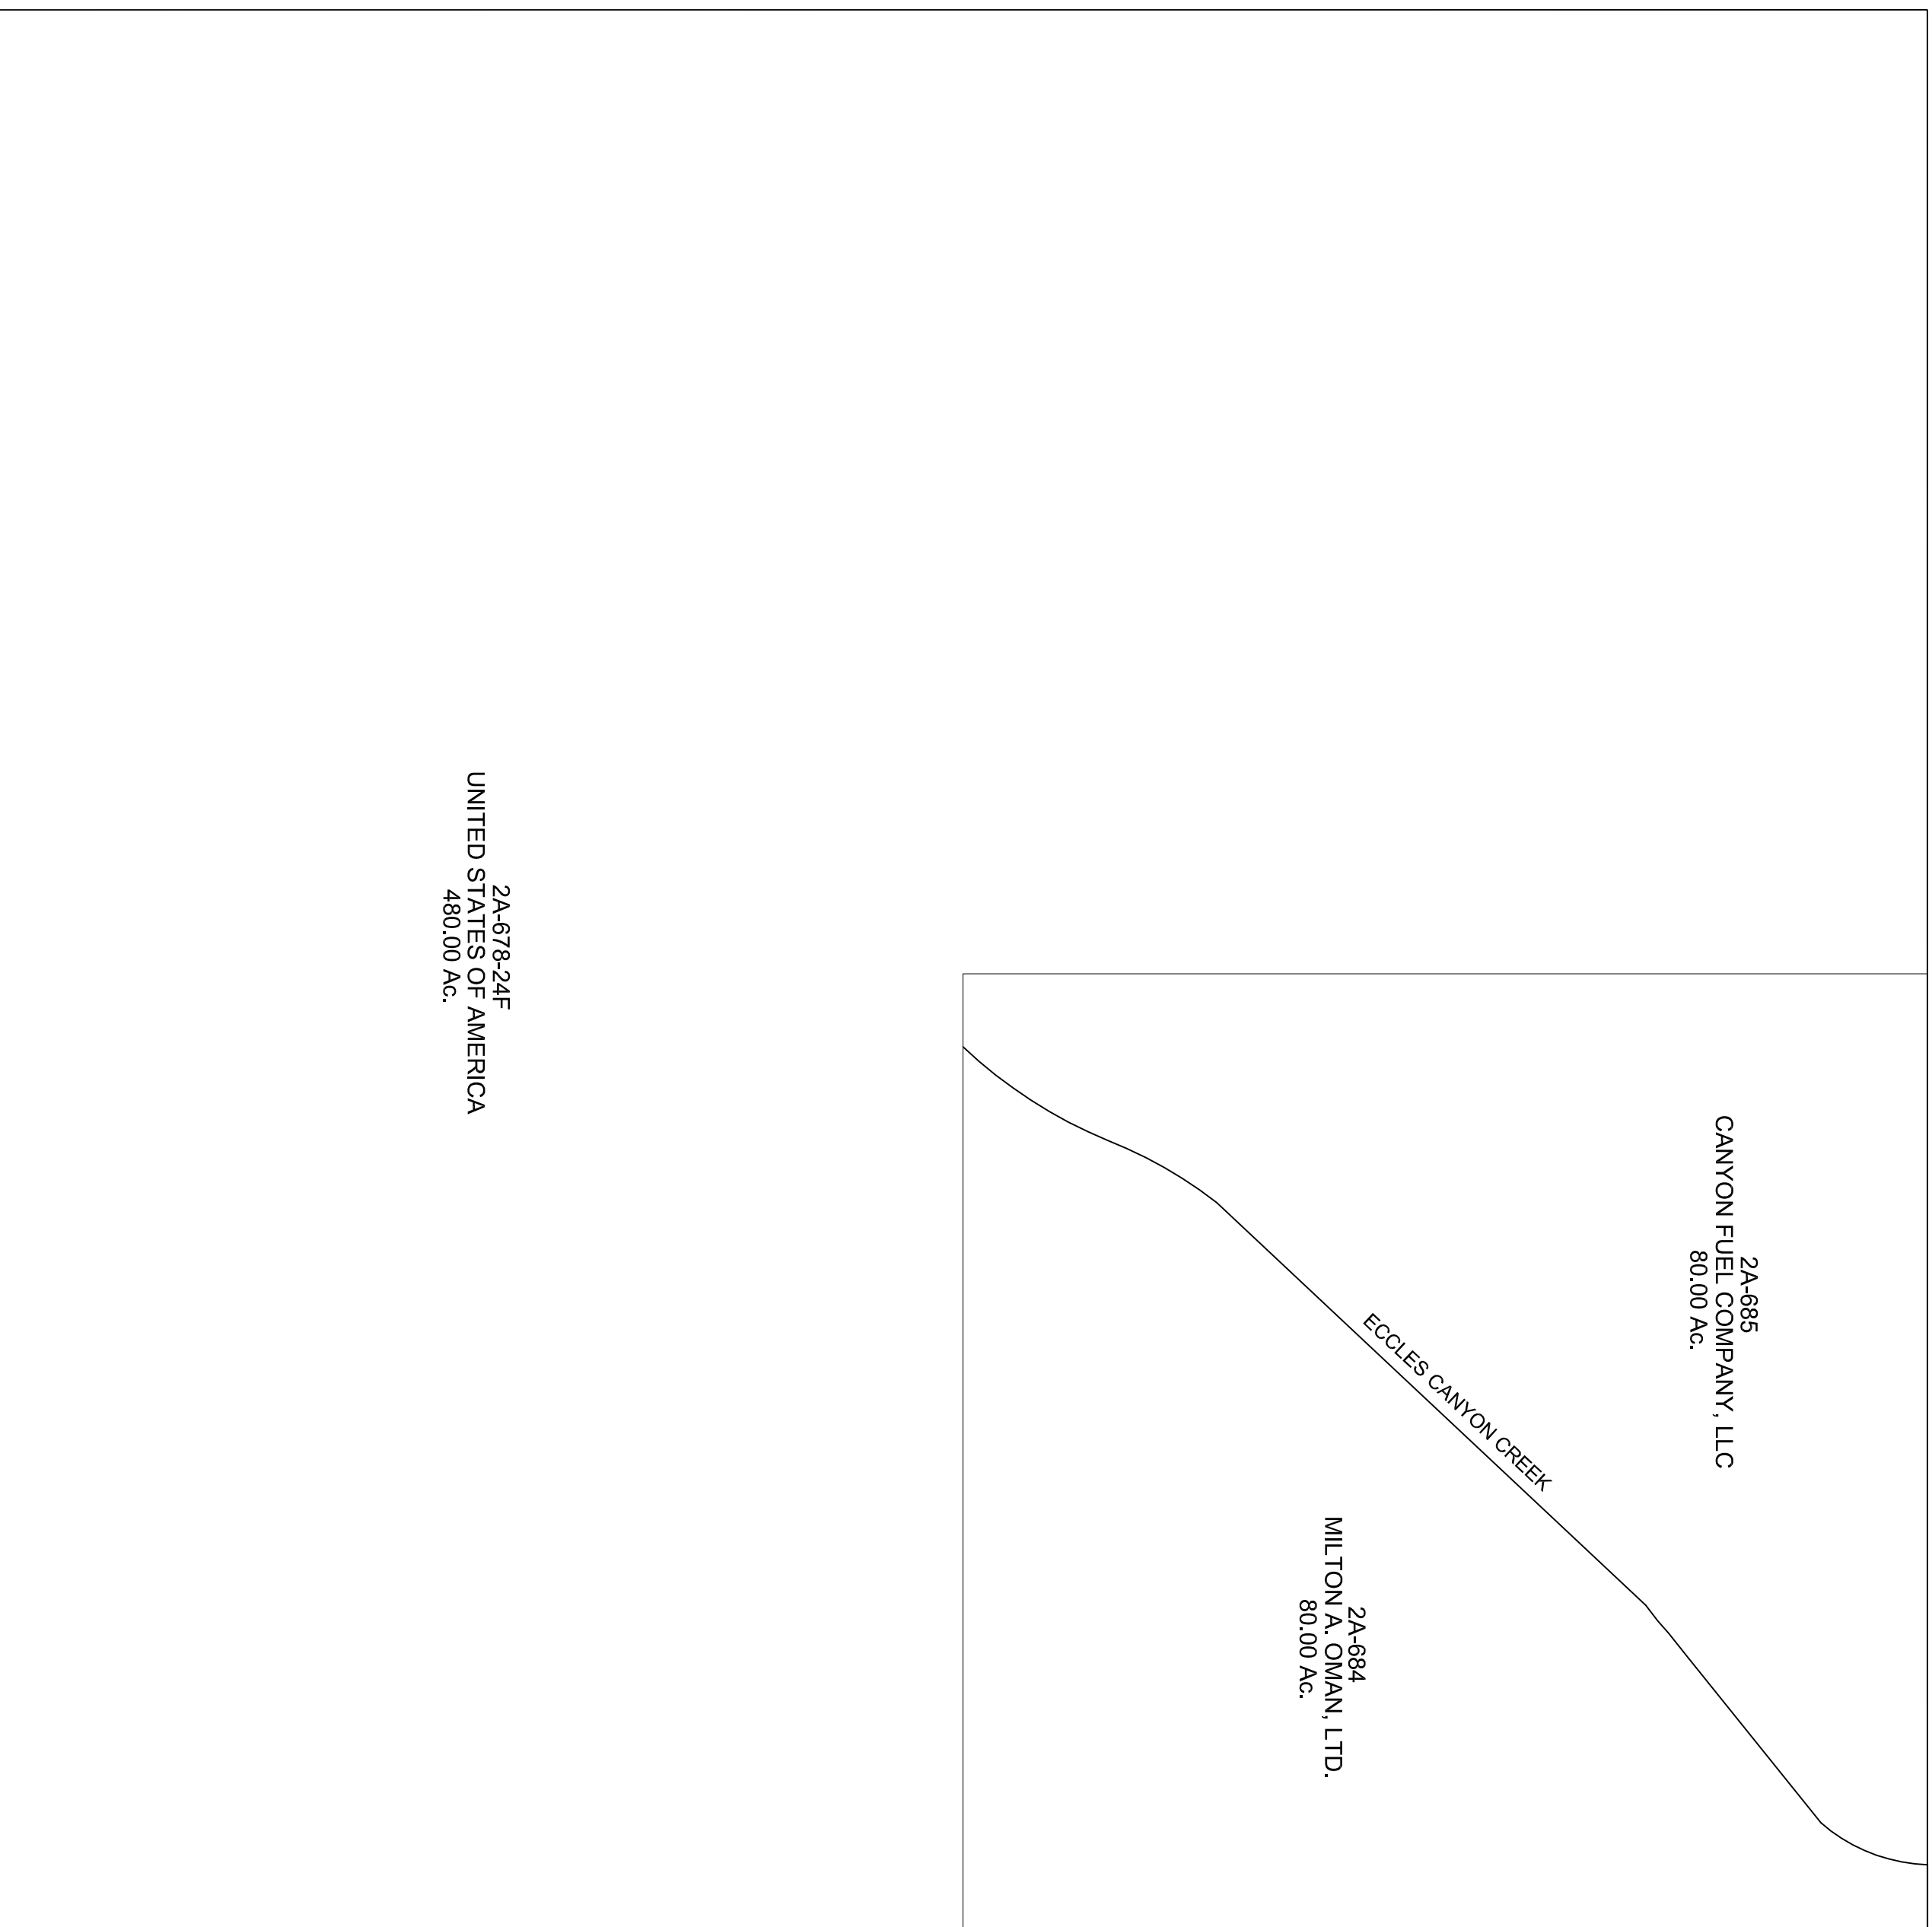 2A-678-24F
UNITED STATES OF AMERICA
480.00 Ac.
2A-685
CANYON FUEL COMPANY, LLC
80.00 Ac.
ECCLES CANYON CREEK
2A-684
MILTON A. OMAN, LTD.
80.00 Ac.